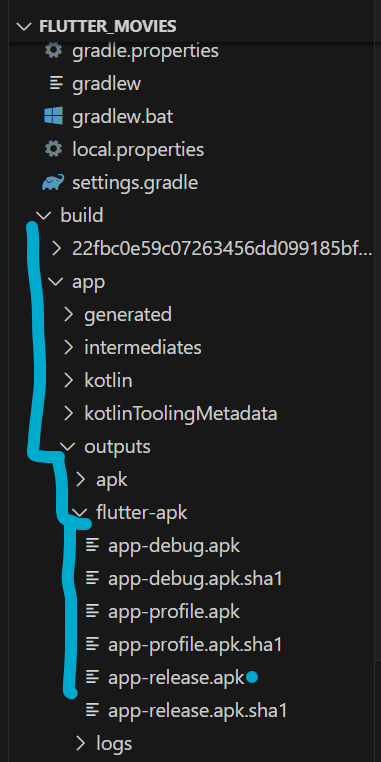 FLUTTER_MOVIES
gradle.properties
gradlew
gradlew.bat
local.properties
settings.gradle
build
22fbc0e59c07263456dd099185bf...
app
generated
intermediates
kotlin
kotlinToolingMetadata
outputs
apk
flutter-apk
app-debug.apk
app-debug.apk.sha1
app-profile.apk
app-profile.apk.sha1
app-release.apk
app-release.apk.sha1
logs